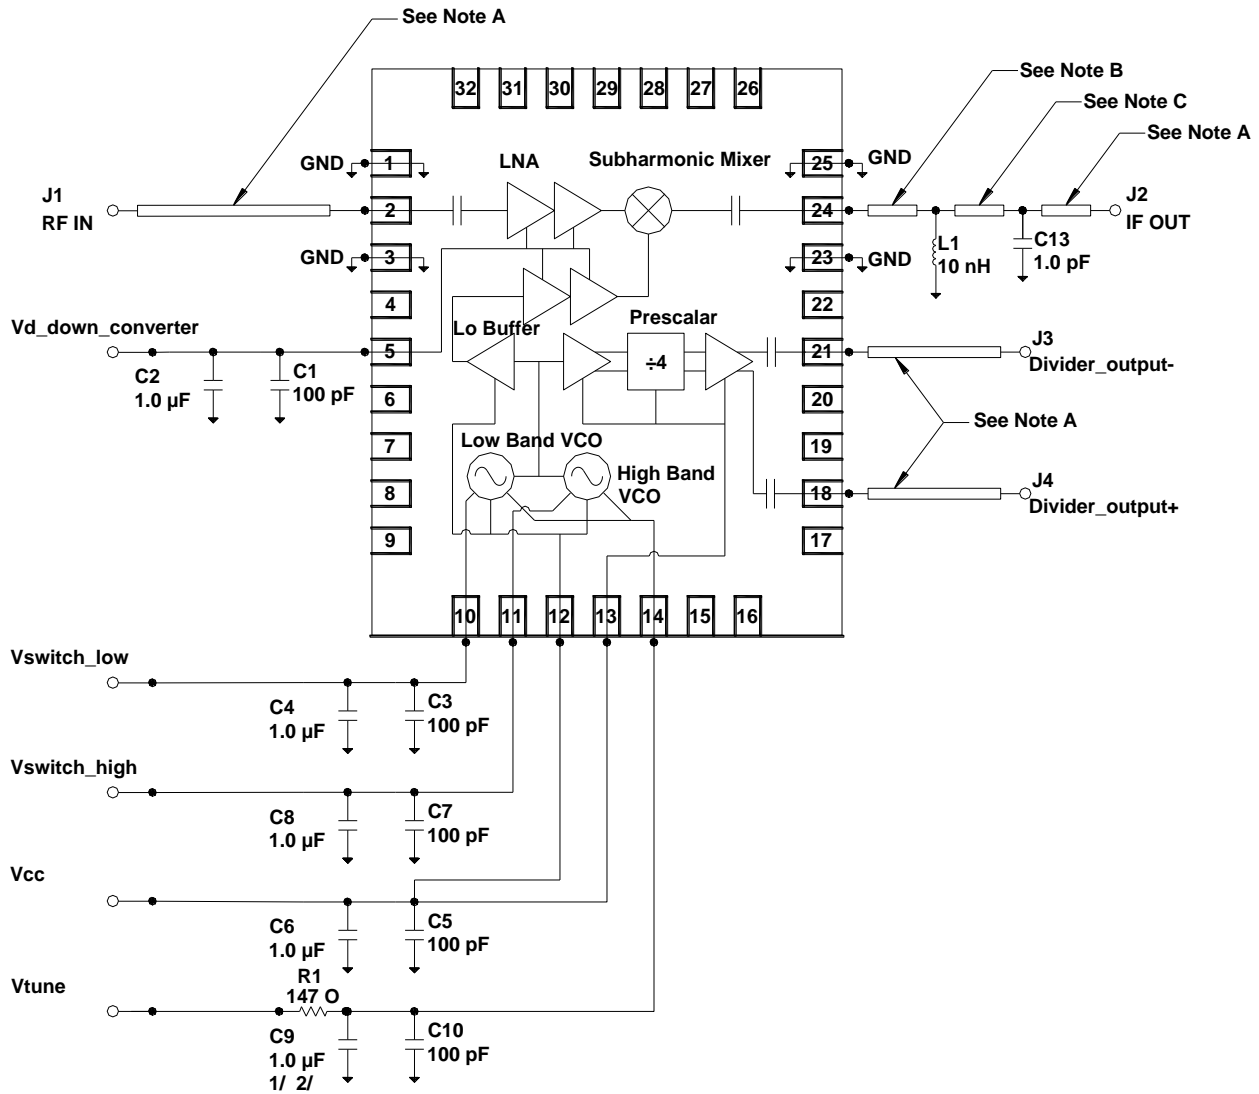 See Note A
32 31 30 29 28 27 26
See Note B
See Note C
See Note A
GND 1
LNA
Subharmonic Mixer
25 GND
J1
RF IN
2
24
J2
IF OUT
GND 3
23 GND
L1
10 nH
C13
1.0 pF
4
22
Vd_down_converter
Lo Buffer
Prescalar
5
÷4
21
J3
Divider_output-
C2
1.0 µF
C1
100 pF
6
20
See Note A
7
19
Low Band VCO
High Band
VCO
8
18
J4
Divider_output+
9
17
10 11 12 13 14 15 16
Vswitch_low
C4
1.0 µF
C3
100 pF
Vswitch_high
C8
1.0 µF
C7
100 pF
Vcc
C6
1.0 µF
C5
100 pF
Vtune
R1
147 O
C9
1.0 µF
1/ 2/
C10
100 pF